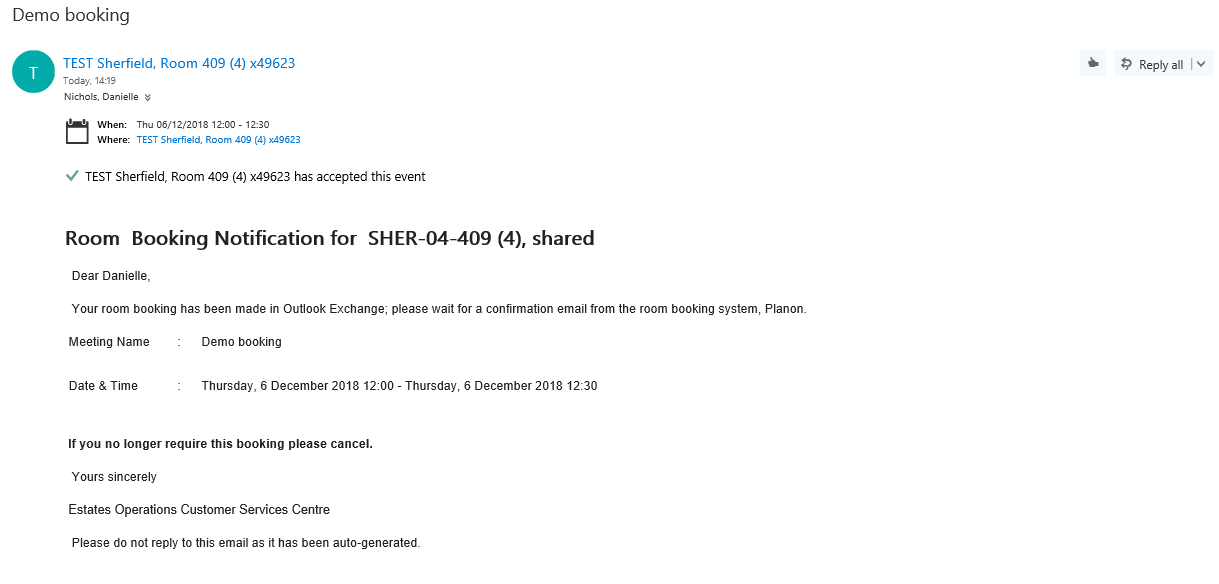 Demo booking
T
TEST Sherfield, Room 409 (4) x49623
Reply all
Today, 14:19
Nichols, Danielle
When: Thu 06/12/2018 12:00 - 12:30
Where: TEST Sherfield, Room 409 (4) x49623
TEST Sherfield, Room 409 (4) x49623 has accepted this event
Room Booking Notification for SHER-04-409 (4), shared
Dear Danielle,
Your room booking has been made in Outlook Exchange; please wait for a confirmation email from the room booking system, Planon.
Meeting Name : Demo booking
Date & Time : Thursday, 6 December 2018 12:00 - Thursday, 6 December 2018 12:30
If you no longer require this booking please cancel.
Yours sincerely
Estates Operations Customer Services Centre
Please do not reply to this email as it has been auto-generated.